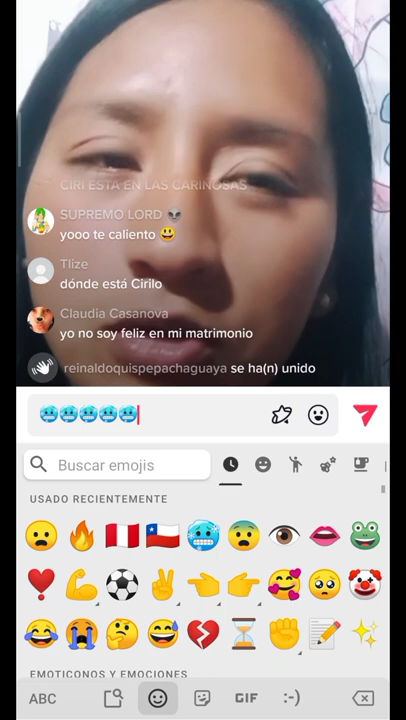 CIRI ESTA EN LAS CARIÑOSAS
SUPREMO LORD 👽
yooo te caliento 😃
Tlize
dónde está Cirilo
Claudia Casanova
yo no soy feliz en mi matrimonio
reinaldoquispepachaguaya se ha(n) unido
🥶🥶🥶🥶🥶
Buscar emojis
USADO RECIENTEMENTE
EMOTICONOS Y EMOCIONES
ABC
GIF
:-)